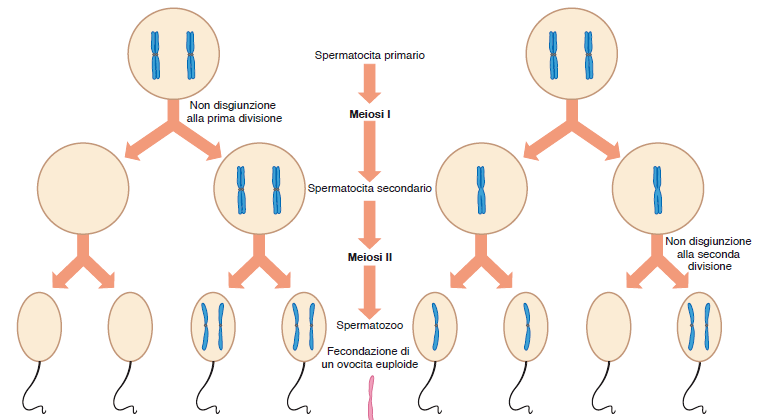 Spermatocita primario
Non disgiunzione
alla prima divisione
Meiosi I
Spermatocita secondario
Non disgiunzione
alla seconda
divisione
Meiosi II
Spermatozoo
Fecondazione di
un ovocita euploide